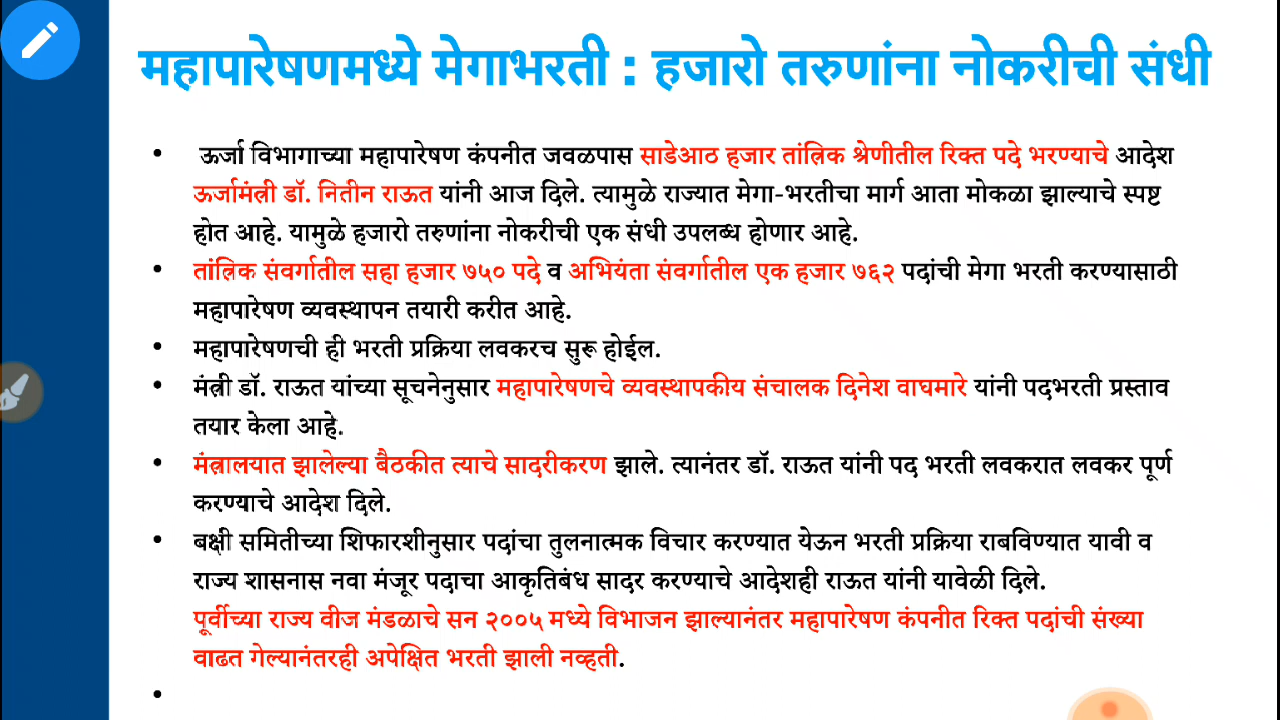 महापारेषणमध्ये मेगाभरती : हजारो तरुणांना नोकरीची संधी
• ऊर्जा विभागाच्या महापारेषण कंपनीत जवळपास साडेआठ हजार तांत्रिक श्रेणीतील रिक्त पदे भरण्याचे आदेश
ऊर्जामंत्री डॉ. नितीन राऊत यांनी आज दिले. त्यामुळे राज्यात मेगा-भरतीचा मार्ग आता मोकळा झाल्याचे स्पष्ट
होत आहे. यामुळे हजारो तरुणांना नोकरीची एक संधी उपलब्ध होणार आहे.
• तांत्रिक संवर्गातील सहा हजार ७५० पदे व अभियंता संवर्गातील एक हजार ७६२ पदांची मेगा भरती करण्यासाठी
महापारेषण व्यवस्थापन तयारी करीत आहे.
• महापारेषणची ही भरती प्रक्रिया लवकरच सुरू होईल.
• मंत्री डॉ. राऊत यांच्या सूचनेनुसार महापारेषणचे व्यवस्थापकीय संचालक दिनेश वाघमारे यांनी पदभरती प्रस्ताव
तयार केला आहे.
• मंत्रालयात झालेल्या बैठकीत त्याचे सादरीकरण झाले. त्यानंतर डॉ. राऊत यांनी पद भरती लवकरात लवकर पूर्ण
करण्याचे आदेश दिले.
• बक्षी समितीच्या शिफारशीनुसार पदांचा तुलनात्मक विचार करण्यात येऊन भरती प्रक्रिया राबविण्यात यावी व
राज्य शासनास नवा मंजूर पदाचा आकृतिबंध सादर करण्याचे आदेशही राऊत यांनी यावेळी दिले.
पूर्वीच्या राज्य वीज मंडळाचे सन २००५ मध्ये विभाजन झाल्यानंतर महापारेषण कंपनीत रिक्त पदांची संख्या
वाढत गेल्यानंतरही अपेक्षित भरती झाली नव्हती.
•